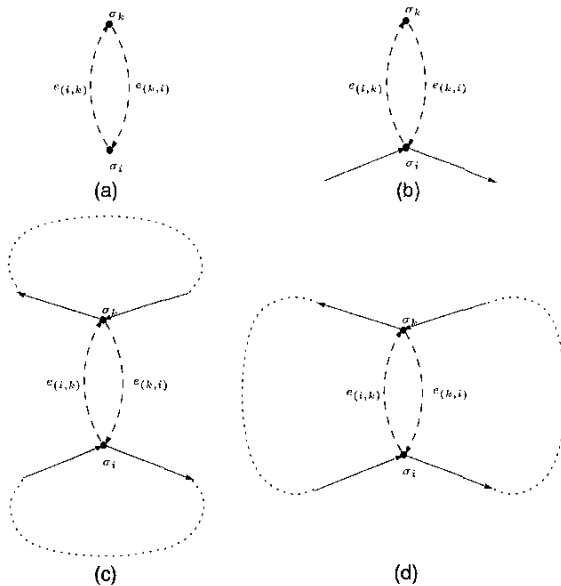 σk
σk
e(i,k)
e(k,i)
e(i,k)
e(k,i)
σi
σi
(a)
(b)
σk
σk
e(i,k)
e(k,i)
e(i,k)
e(k,i)
σi
σi
(c)
(d)